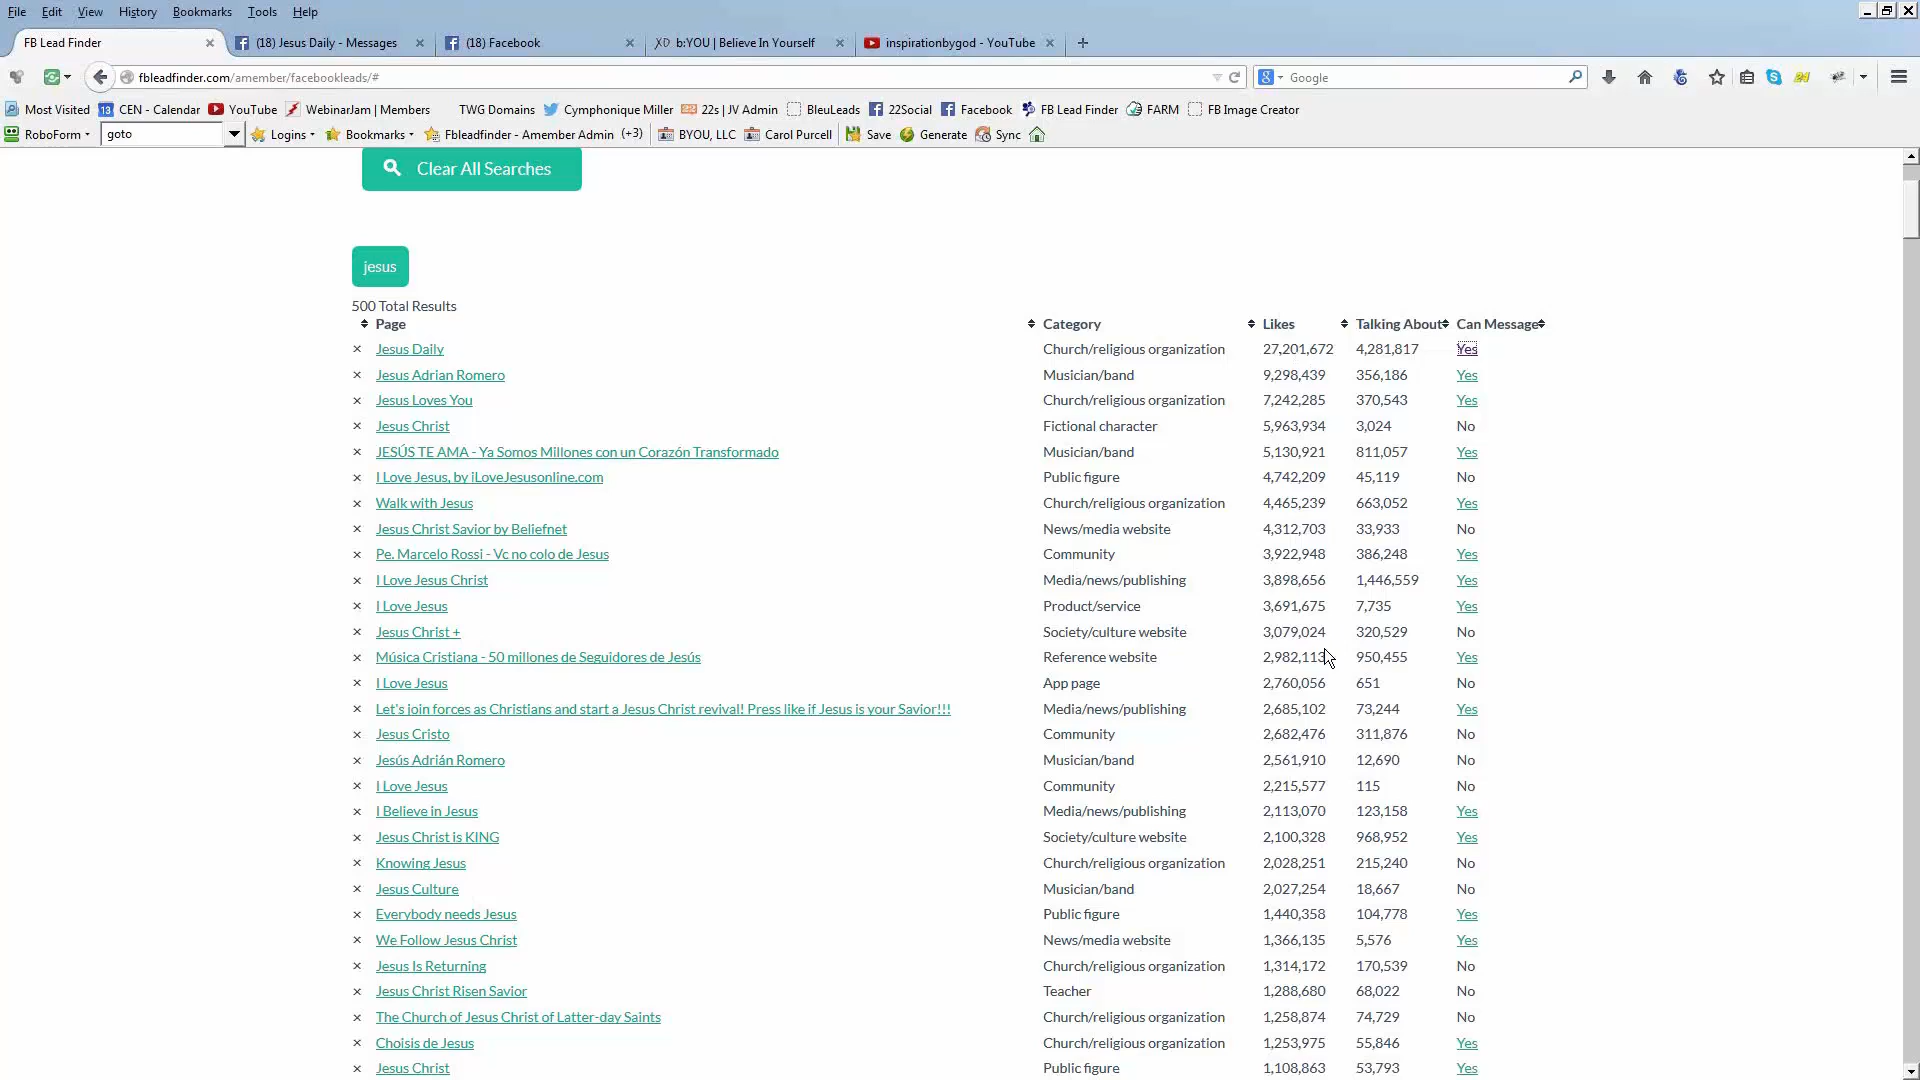 File Edit View History Bookmarks Tools Help
FB Lead Finder (18) Jesus Daily - Messages (18) Facebook b:YOU | Believe In Yourself inspirationbygod - YouTube
fbleadfinder.com/amember/facebookleads/# Google
Most Visited CEN - Calendar YouTube WebinarJam | Members TWG Domains Cymphonique Miller 22s | JV Admin BleuLeads 22Social Facebook FB Lead Finder FARM FB Image Creator
RoboForm goto Logins Bookmarks Fbleadfinder - Amember Admin (+3) BYOU, LLC Carol Purcell Save Generate Sync
Clear All Searches
jesus
500 Total Results
Page Category Likes Talking About Can Message
× Jesus Daily Church/religious organization 27,201,672 4,281,817 Yes
× Jesus Adrian Romero Musician/band 9,298,439 356,186 Yes
× Jesus Loves You Church/religious organization 7,242,285 370,543 Yes
× Jesus Christ Fictional character 5,963,934 3,024 No
× JESÚS TE AMA - Ya Somos Millones con un Corazón Transformado Musician/band 5,130,921 811,057 Yes
× I Love Jesus, by iLoveJesusonline.com Public figure 4,742,209 45,119 No
× Walk with Jesus Church/religious organization 4,465,239 663,052 Yes
× Jesus Christ Savior by Beliefnet News/media website 4,312,703 33,933 No
× Pe. Marcelo Rossi - Vc no colo de Jesus Community 3,922,948 386,248 Yes
× I Love Jesus Christ Media/news/publishing 3,898,656 1,446,559 Yes
× I Love Jesus Product/service 3,691,675 7,735 Yes
× Jesus Christ + Society/culture website 3,079,024 320,529 No
× Música Cristiana - 50 millones de Seguidores de Jesús Reference website 2,982,113 950,455 Yes
× I Love Jesus App page 2,760,056 651 No
× Let's join forces as Christians and start a Jesus Christ revival! Press like if Jesus is your Savior!!! Media/news/publishing 2,685,102 73,244 Yes
× Jesus Cristo Community 2,682,476 311,876 No
× Jesús Adrián Romero Musician/band 2,561,910 12,690 No
× I Love Jesus Community 2,215,577 115 No
× I Believe in Jesus Media/news/publishing 2,113,070 123,158 Yes
× Jesus Christ is KING Society/culture website 2,100,328 968,952 Yes
× Knowing Jesus Church/religious organization 2,028,251 215,240 No
× Jesus Culture Musician/band 2,027,254 18,667 No
× Everybody needs Jesus Public figure 1,440,358 104,778 Yes
× We Follow Jesus Christ News/media website 1,366,135 5,576 Yes
× Jesus Is Returning Church/religious organization 1,314,172 170,539 No
× Jesus Christ Risen Savior Teacher 1,288,680 68,022 No
× The Church of Jesus Christ of Latter-day Saints Church/religious organization 1,258,874 74,729 No
× Choisis de Jesus Church/religious organization 1,253,975 55,846 Yes
× Jesus Christ Public figure 1,108,863 53,793 Yes